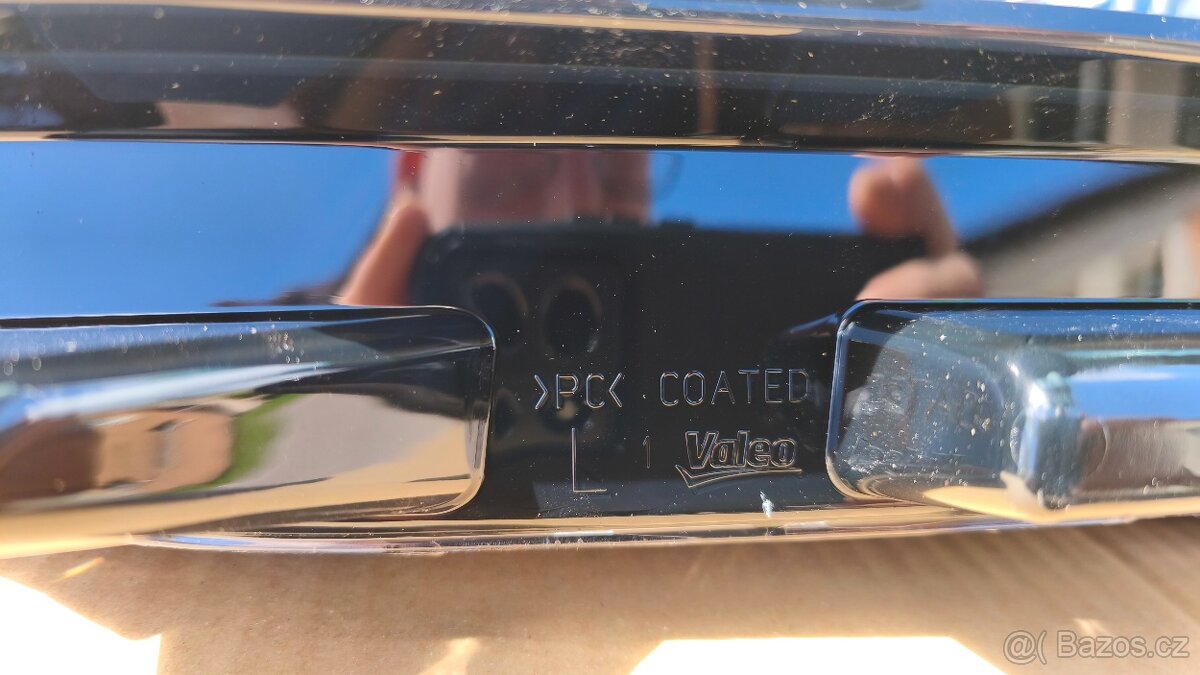 >PC< COATED
L 1 Valeo
@( Bazos.cz